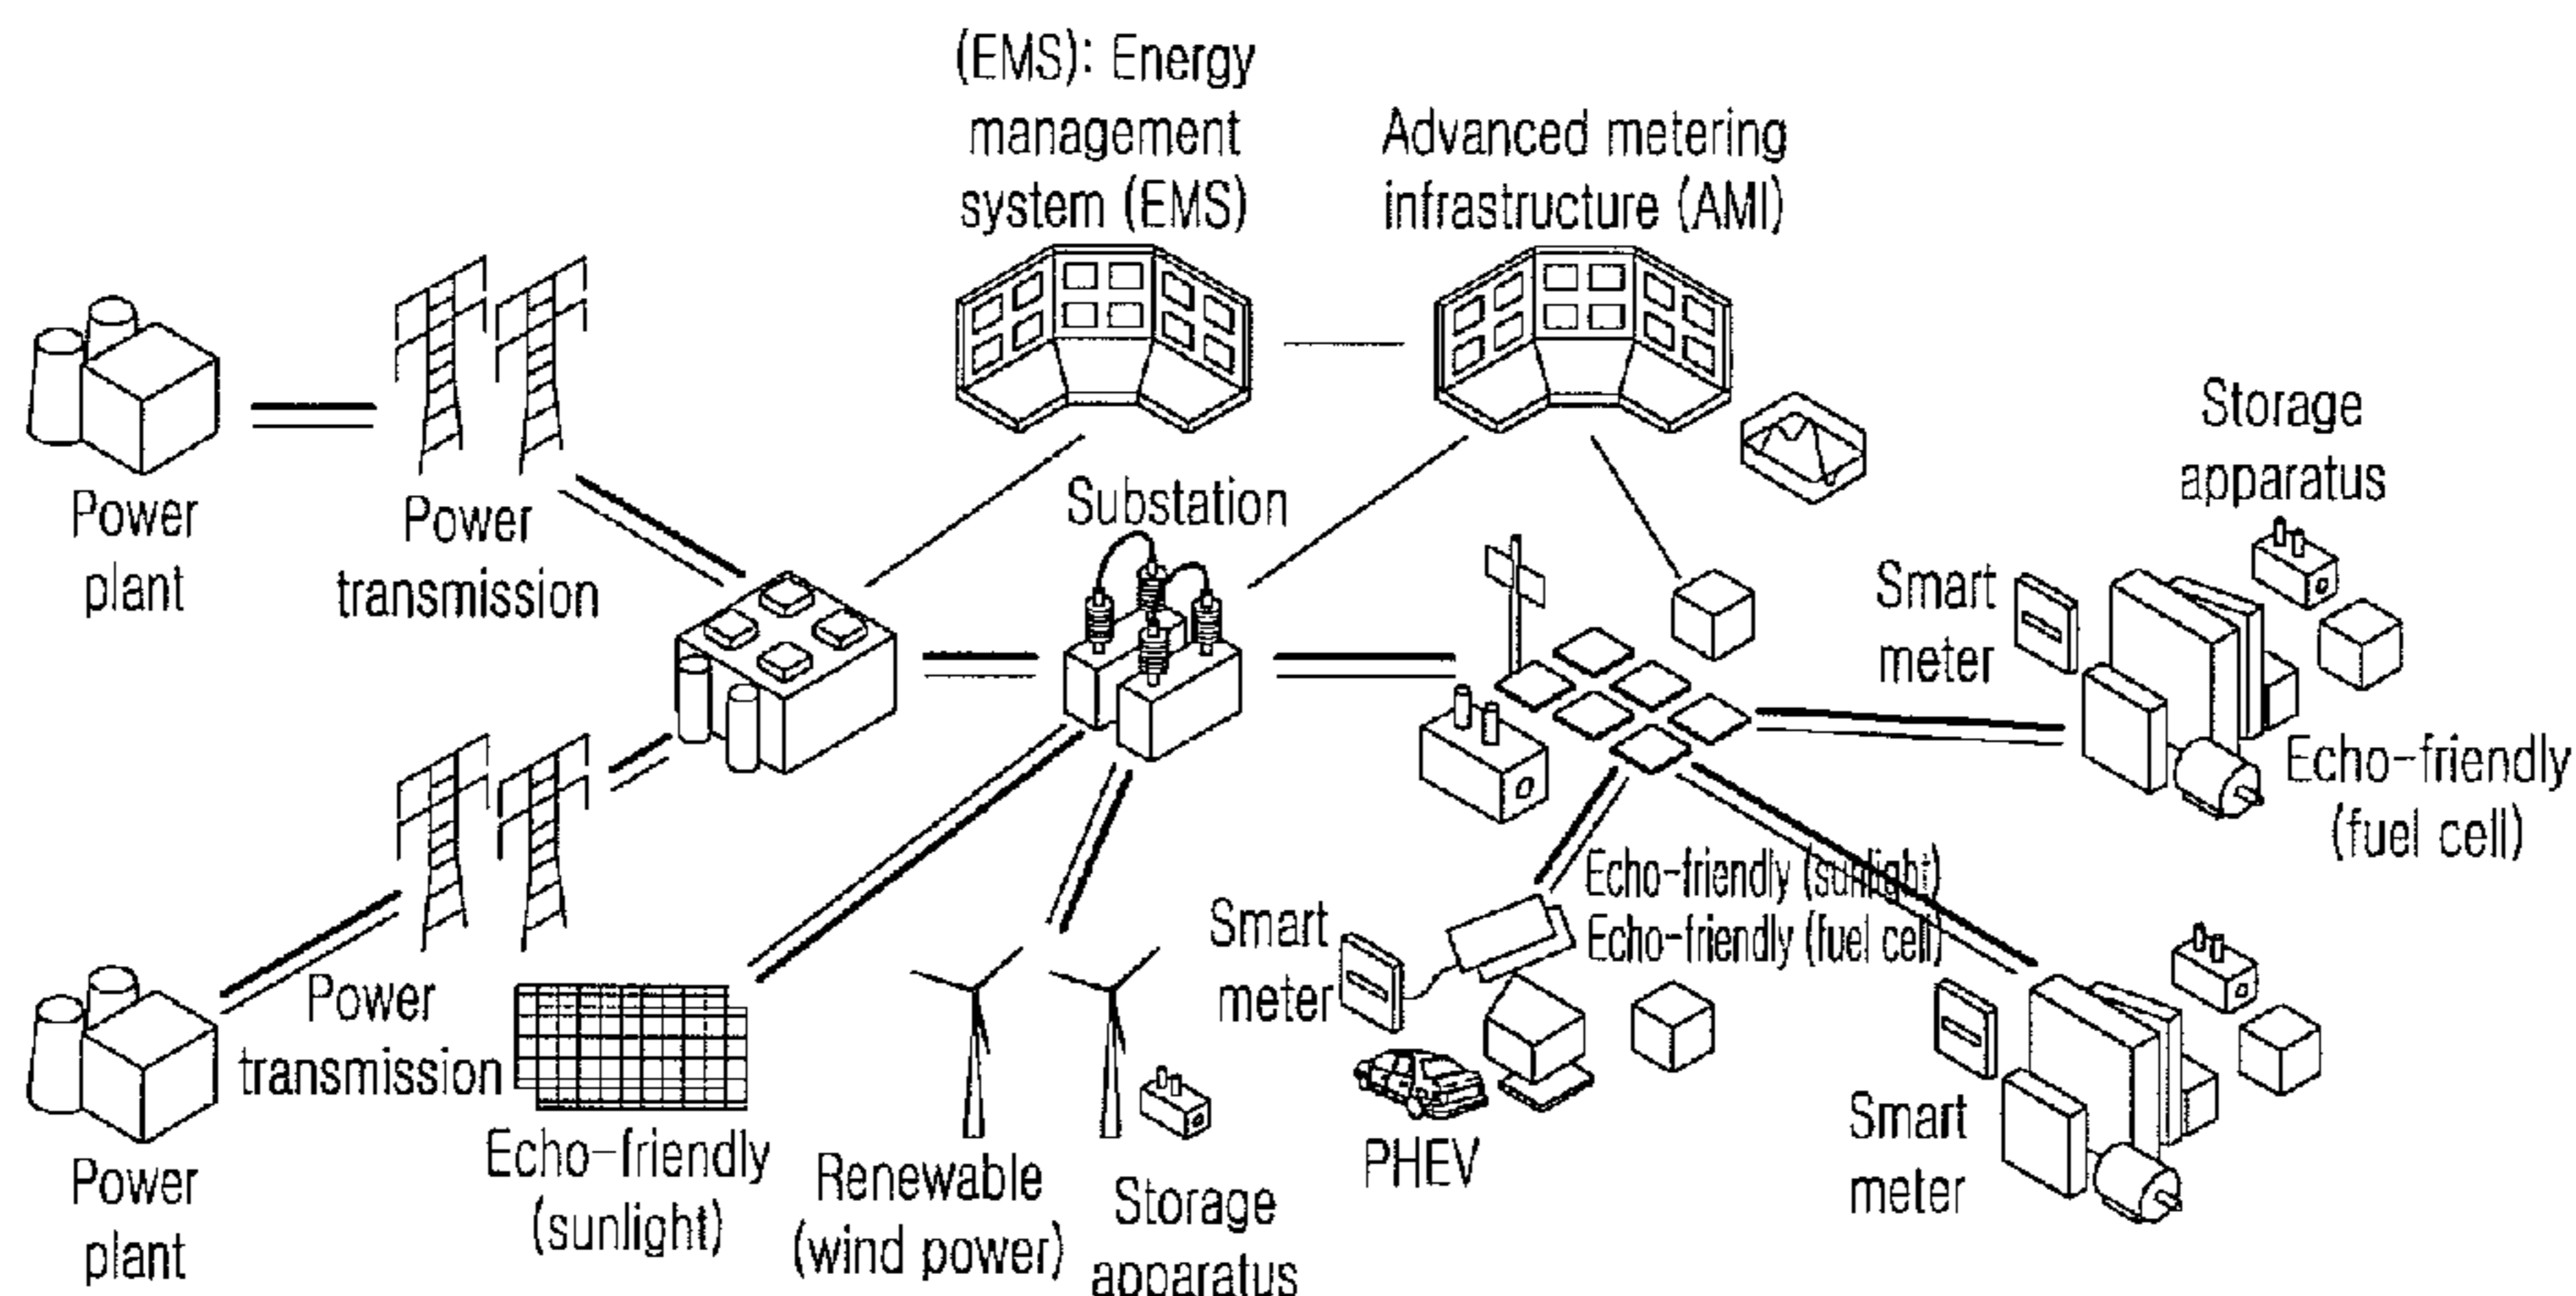 (EMS): Energy
management
system (EMS)
Advanced metering
infrastructure (AMI)
Storage
apparatus
Power
plant
Power
transmission
Substation
Smart
meter
Echo-friendly
(fuel cell)
Echo-friendly (sunlight)
Echo-friendly (fuel cell)
Smart
meter
Power
transmission
Power
plant
Echo-friendly
(sunlight)
Renewable
(wind power)
Storage
apparatus
PHEV
Smart
meter